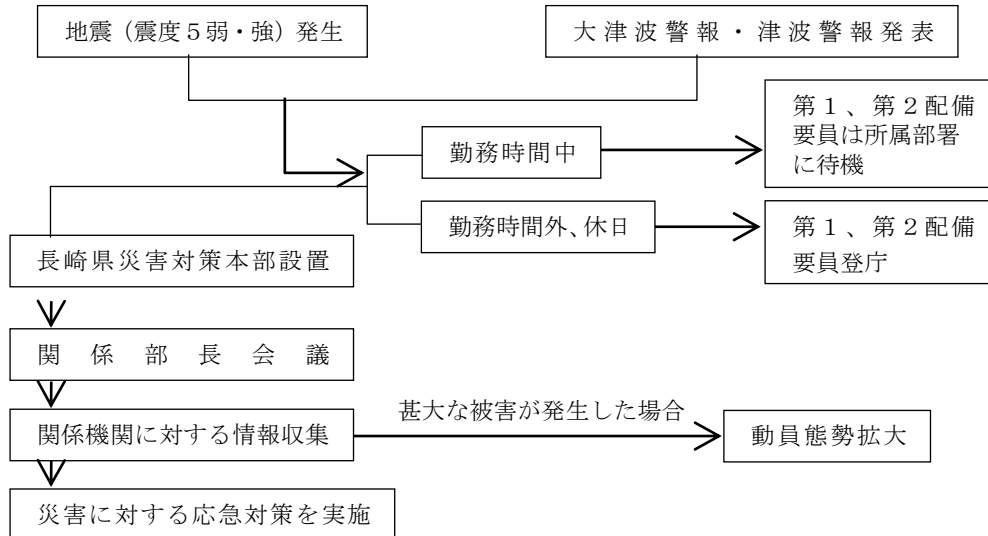 地震（震度５弱・強）発生
大津波警報・津波警報発表
第１、第２配備
要員は所属部署
に待機
勤務時間中
勤務時間外、休日
第１、第２配備
要員登庁
長崎県災害対策本部設置
関係部長会議
甚大な被害が発生した場合
関係機関に対する情報収集
動員態勢拡大
災害に対する応急対策を実施